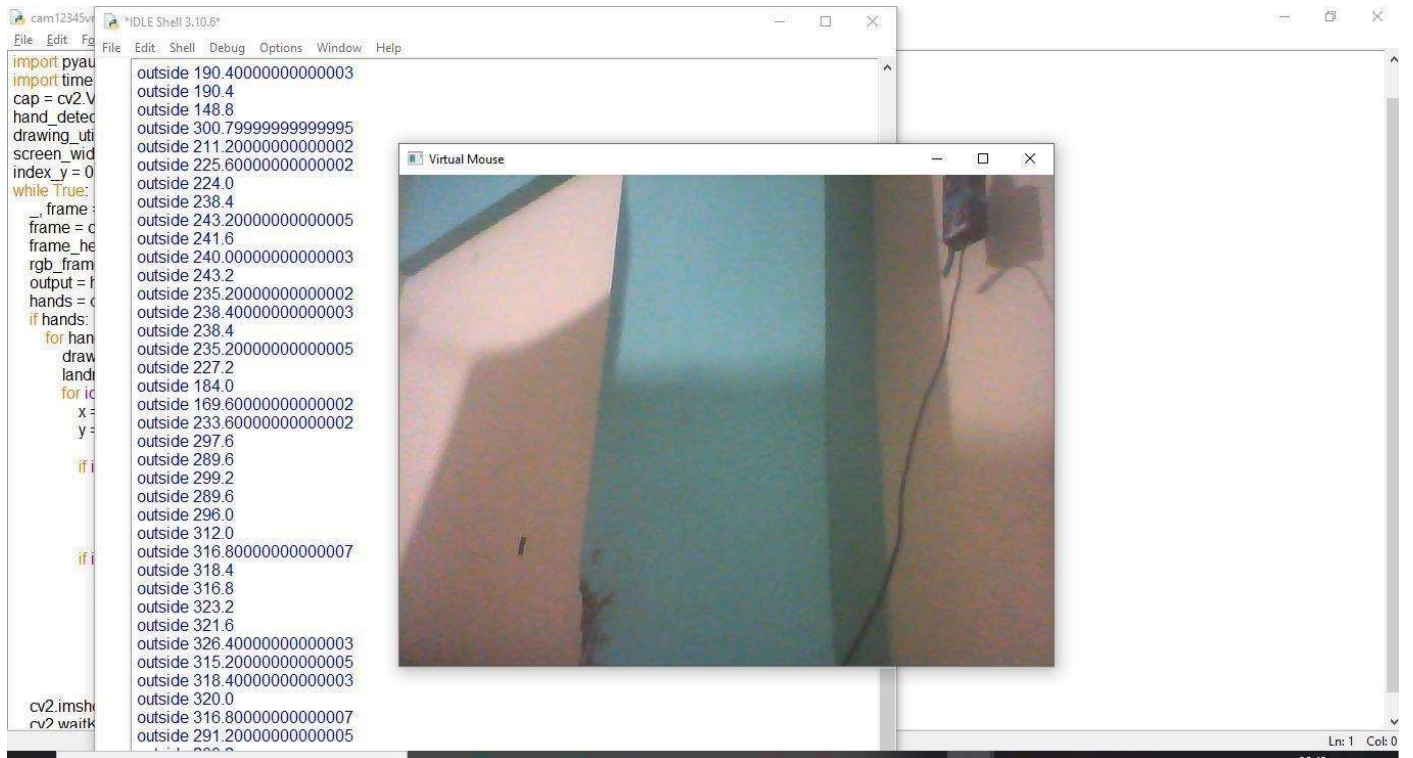 cam12345vr
File Edit Fo
import pyau
import time
cap = cv2.V
hand_detec
drawing_uti
screen_wid
index_y = 0
while True:
_, frame =
frame = c
frame_he
rgb_fram
output = h
hands = o
if hands:
for han
draw
landr
for id
x =
y =
if i
if i
cv2.imsh
cv2.waitK
*IDLE Shell 3.10.6*
File Edit Shell Debug Options Window Help
outside 190.40000000000003
outside 190.4
outside 148.8
outside 300.79999999999995
outside 211.20000000000002
outside 225.60000000000002
outside 224.0
outside 238.4
outside 243.20000000000005
outside 241.6
outside 240.00000000000003
outside 243.2
outside 235.20000000000002
outside 238.40000000000003
outside 238.4
outside 235.20000000000005
outside 227.2
outside 184.0
outside 169.60000000000002
outside 233.60000000000002
outside 297.6
outside 289.6
outside 299.2
outside 289.6
outside 296.0
outside 312.0
outside 316.80000000000007
outside 318.4
outside 316.8
outside 323.2
outside 321.6
outside 326.40000000000003
outside 315.20000000000005
outside 318.40000000000003
outside 320.0
outside 316.80000000000007
outside 291.20000000000005
Virtual Mouse
Ln: 1 Col: 0